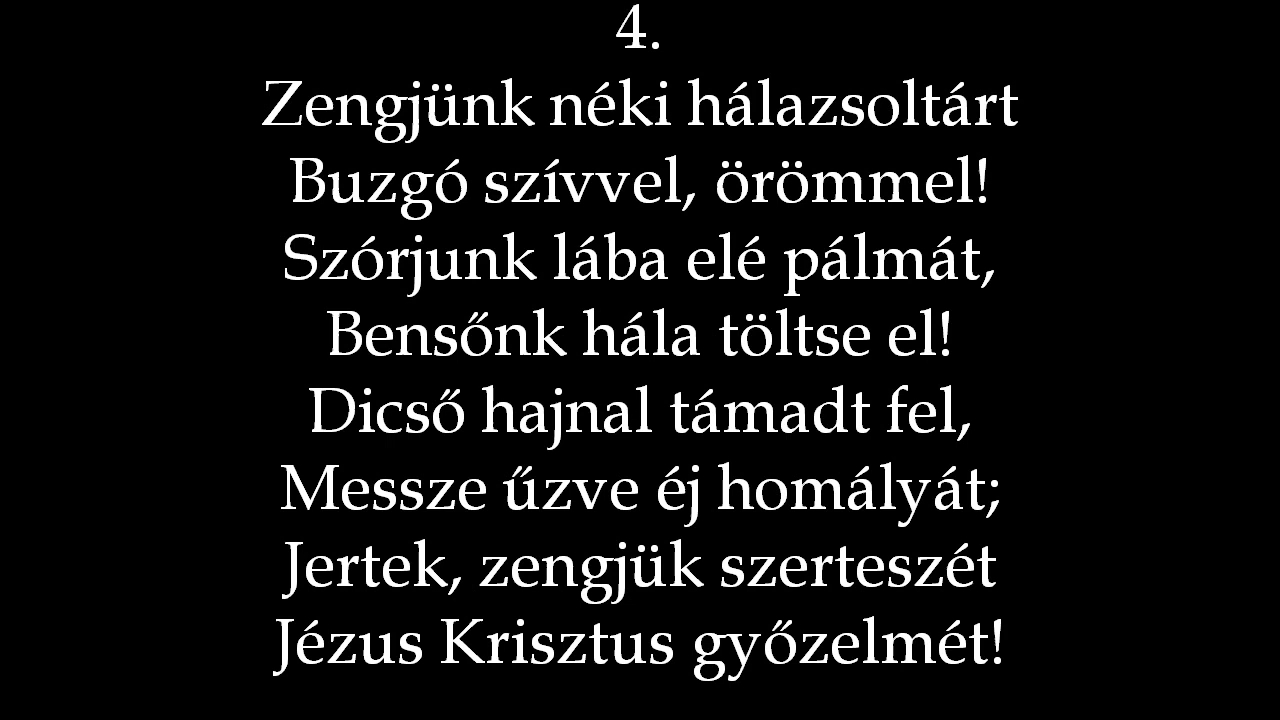 4.
Zengjünk néki hálazsoltárt
Buzgó szívvel, örömmel!
Szórjunk lába elé pálmát,
Bensőnk hála töltse el!
Dicső hajnal támadt fel,
Messze űzve éj homályát;
Jertek, zengjük szerteszét
Jézus Krisztus győzelmét!